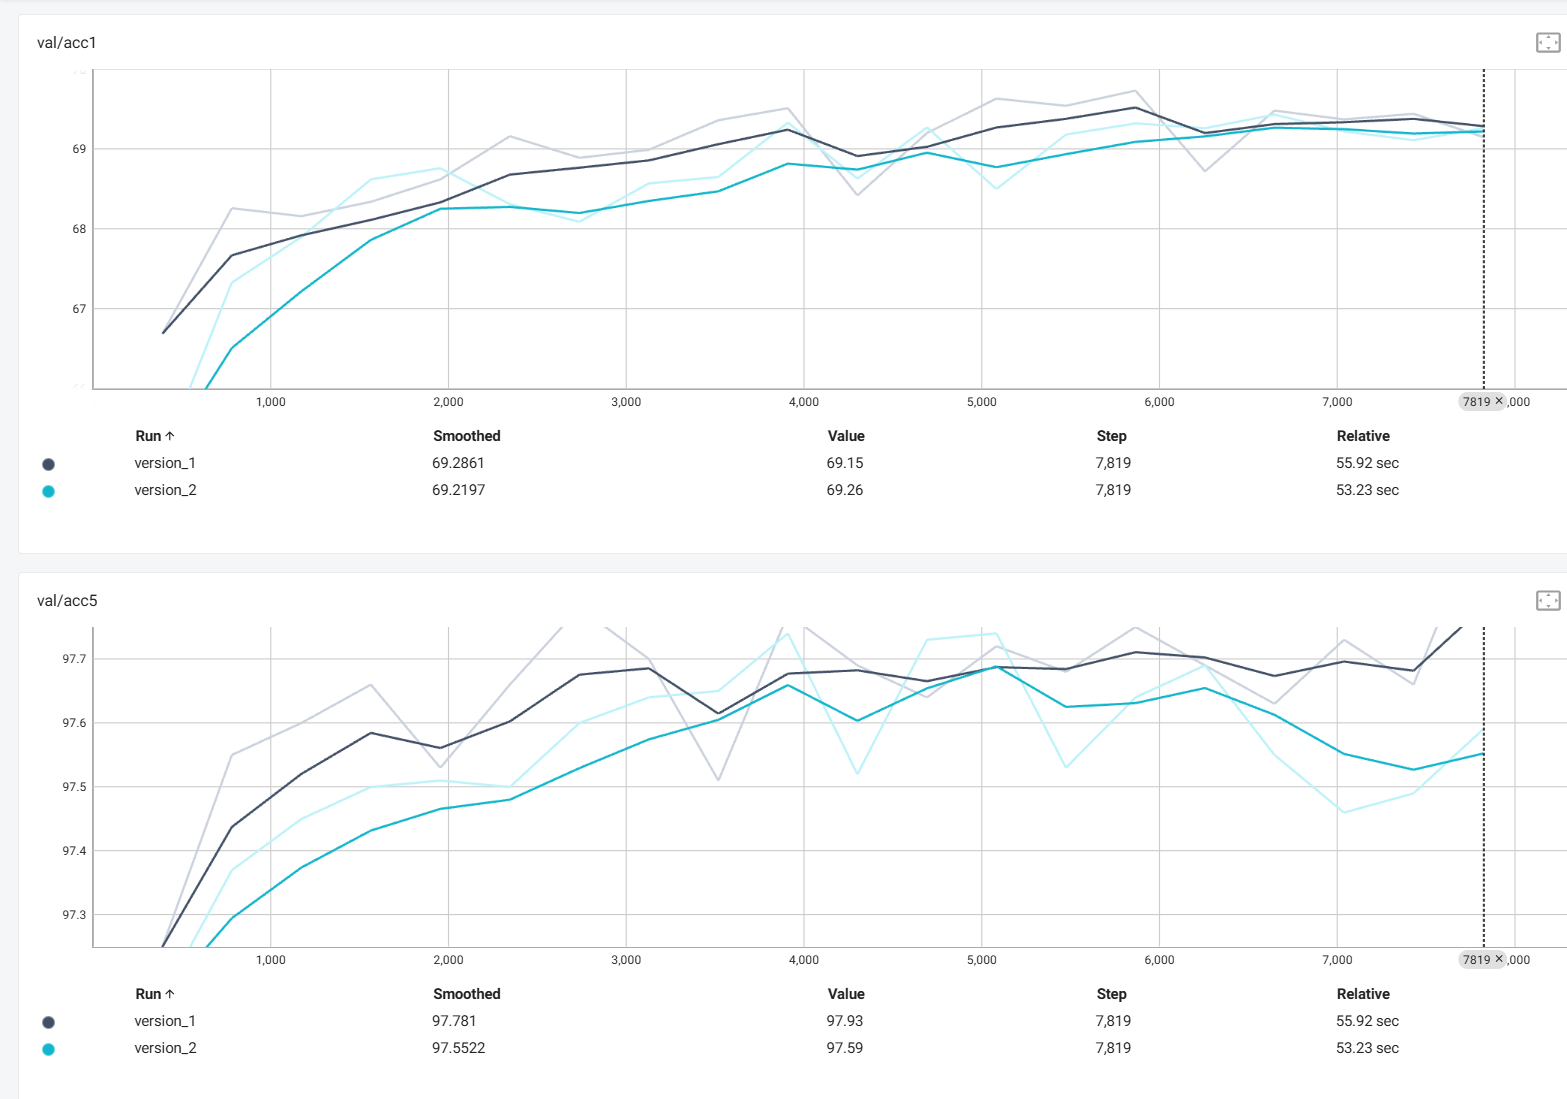 val/acc1
69
68
67
1,000 2,000 3,000 4,000 5,000 6,000 7,000 7819 × ,000
Run ↑ Smoothed Value Step Relative
version_1 69.2861 69.15 7,819 55.92 sec
version_2 69.2197 69.26 7,819 53.23 sec
val/acc5
97.7
97.6
97.5
97.4
97.3
1,000 2,000 3,000 4,000 5,000 6,000 7,000 7819 × ,000
Run ↑ Smoothed Value Step Relative
version_1 97.781 97.93 7,819 55.92 sec
version_2 97.5522 97.59 7,819 53.23 sec